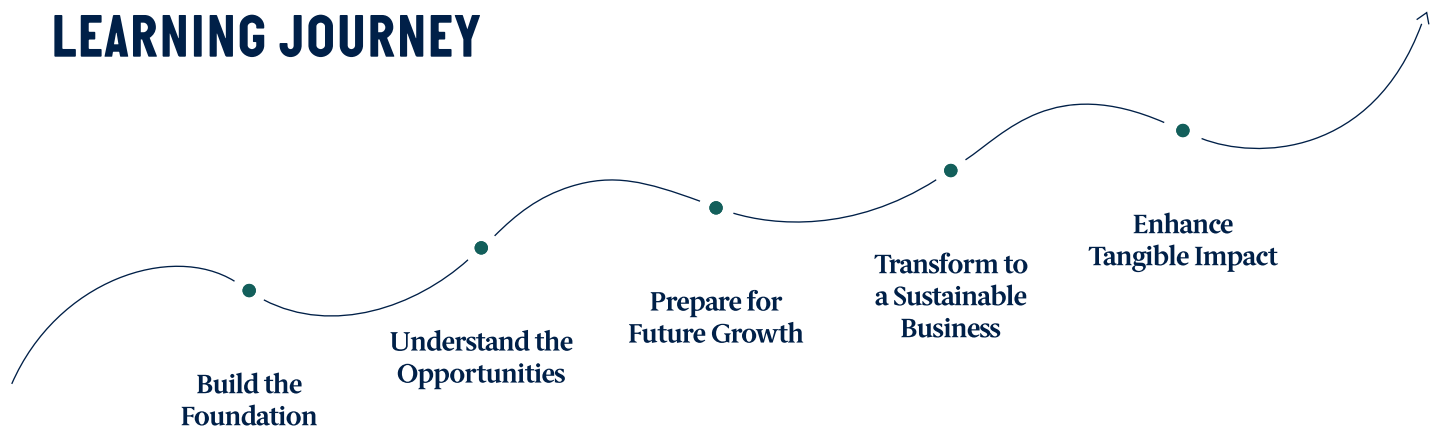 LEARNING JOURNEY
Build the
Foundation
Understand the
Opportunities
Prepare for
Future Growth
Transform to
a Sustainable
Business
Enhance
Tangible Impact